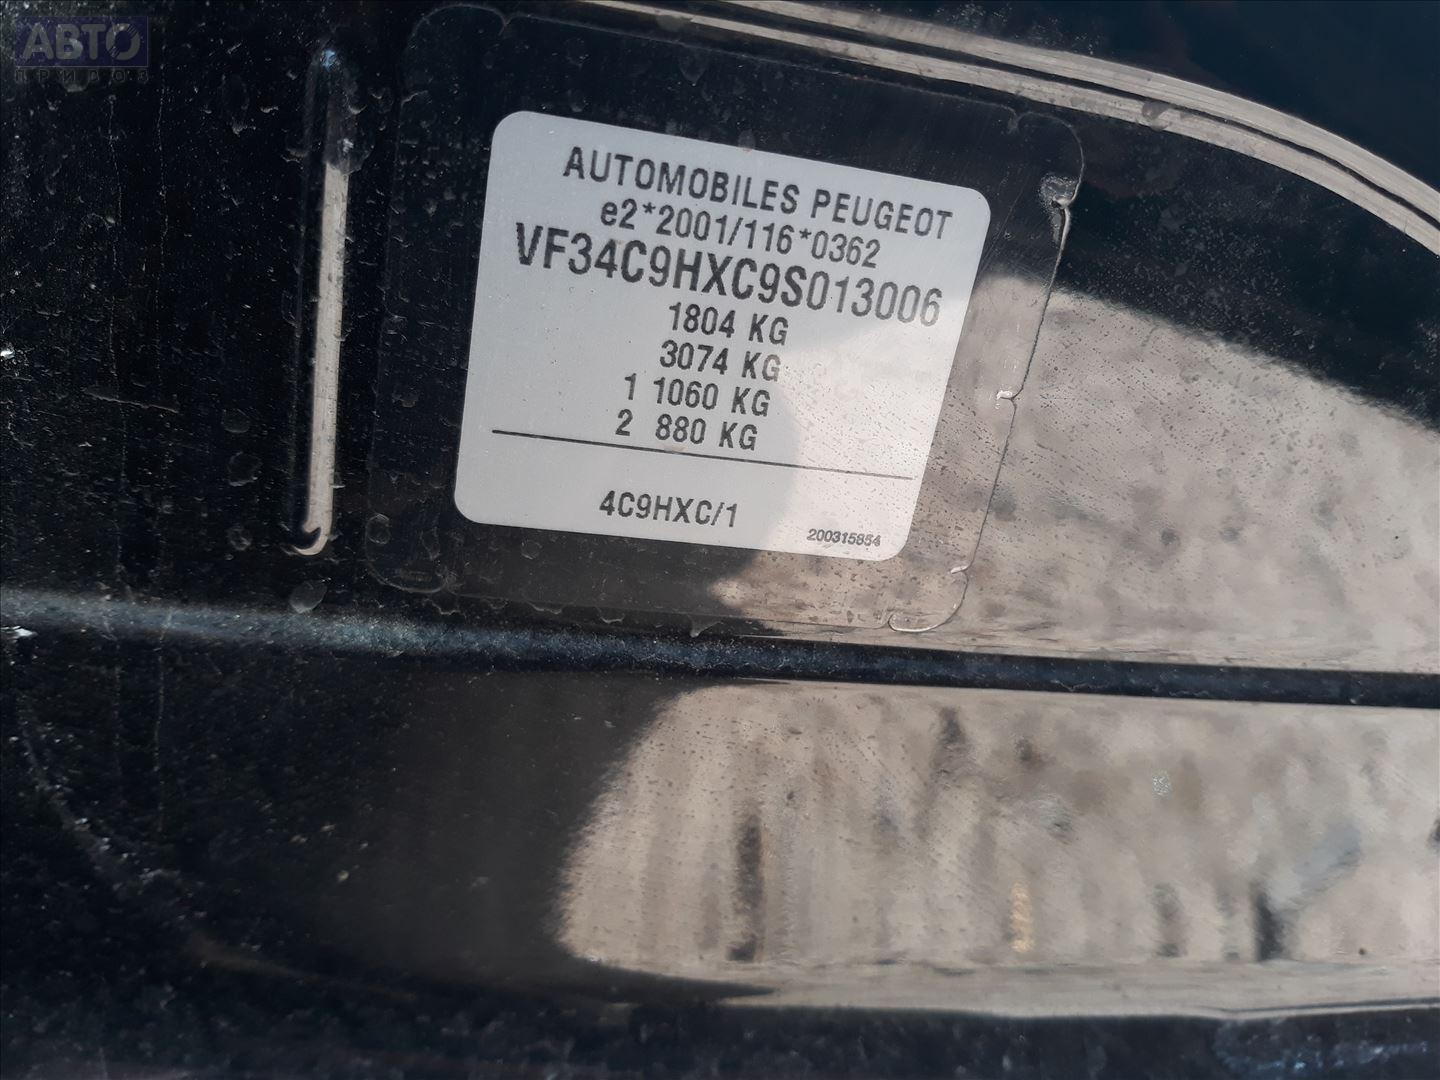 АВТО
ПРИВОЗ
AUTOMOBILES PEUGEOT
e2*2001/116*0362
VF34C9HXC9S013006
1804 KG
3074 KG
1 1060 KG
2 880 KG
4C9HXC/1
200315854